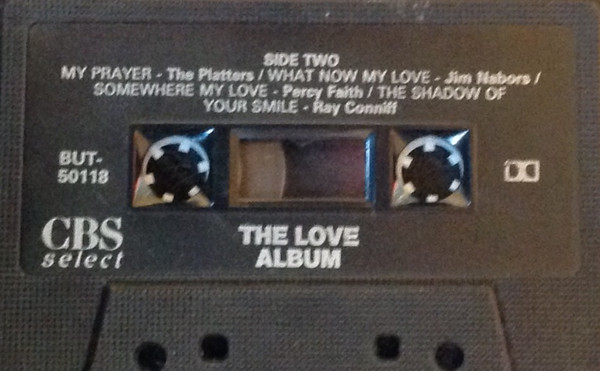 SIDE TWO
MY PRAYER - The Platters / WHAT NOW MY LOVE - Jim Nabors /
SOMEWHERE MY LOVE - Percy Faith / THE SHADOW OF
YOUR SMILE - Ray Conniff
BUT-
50118
CBS
select
THE LOVE
ALBUM